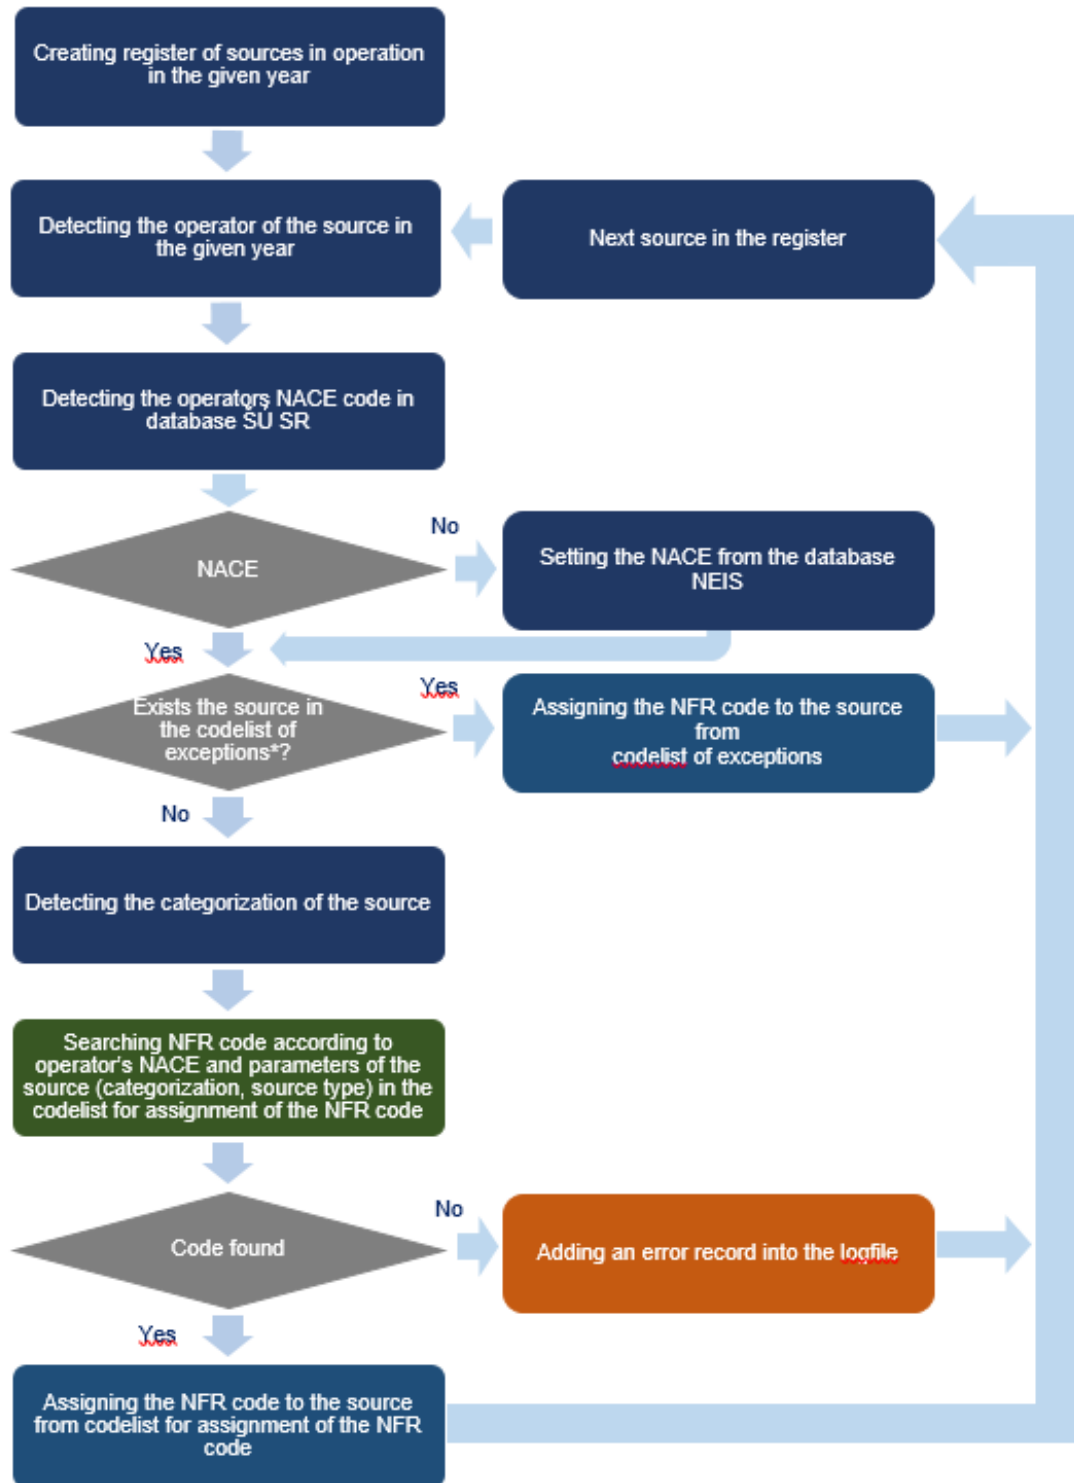 Creating register of sources in operation
in the given year
Detecting the operator of the source in
the given year
Next source in the register
Detecting the operators NACE code in
database ŠÚ SR
NACE
No
Setting the NACE from the database
NEIS
Yes
Exists the source in
the codelist of
exceptions*?
Yes
Assigning the NFR code to the source
from
codelist of exceptions
No
Detecting the categorization of the source
Searching NFR code according to
operator's NACE and parameters of the
source (categorization, source type) in the
codelist for assignment of the NFR code
Code found
No
Adding an error record into the logfile
Yes
Assigning the NFR code to the source
from codelist for assignment of the NFR
code